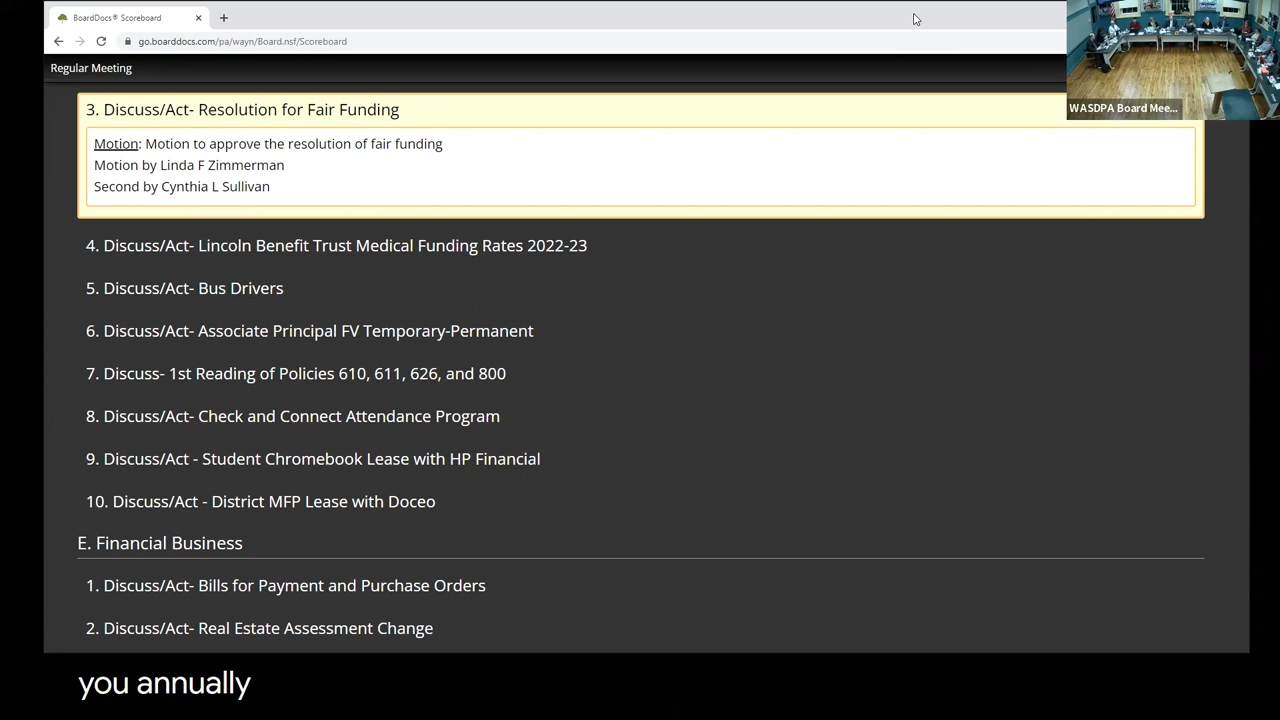 BoardDocs® Scoreboard
go.boarddocs.com/pa/wayn/Board.nsf/Scoreboard
Regular Meeting
WASDPA Board Mee...
3. Discuss/Act- Resolution for Fair Funding
Motion: Motion to approve the resolution of fair funding
Motion by Linda F Zimmerman
Second by Cynthia L Sullivan
4. Discuss/Act- Lincoln Benefit Trust Medical Funding Rates 2022-23
5. Discuss/Act- Bus Drivers
6. Discuss/Act- Associate Principal FV Temporary-Permanent
7. Discuss- 1st Reading of Policies 610, 611, 626, and 800
8. Discuss/Act- Check and Connect Attendance Program
9. Discuss/Act - Student Chromebook Lease with HP Financial
10. Discuss/Act - District MFP Lease with Doceo
E. Financial Business
1. Discuss/Act- Bills for Payment and Purchase Orders
2. Discuss/Act- Real Estate Assessment Change
you annually